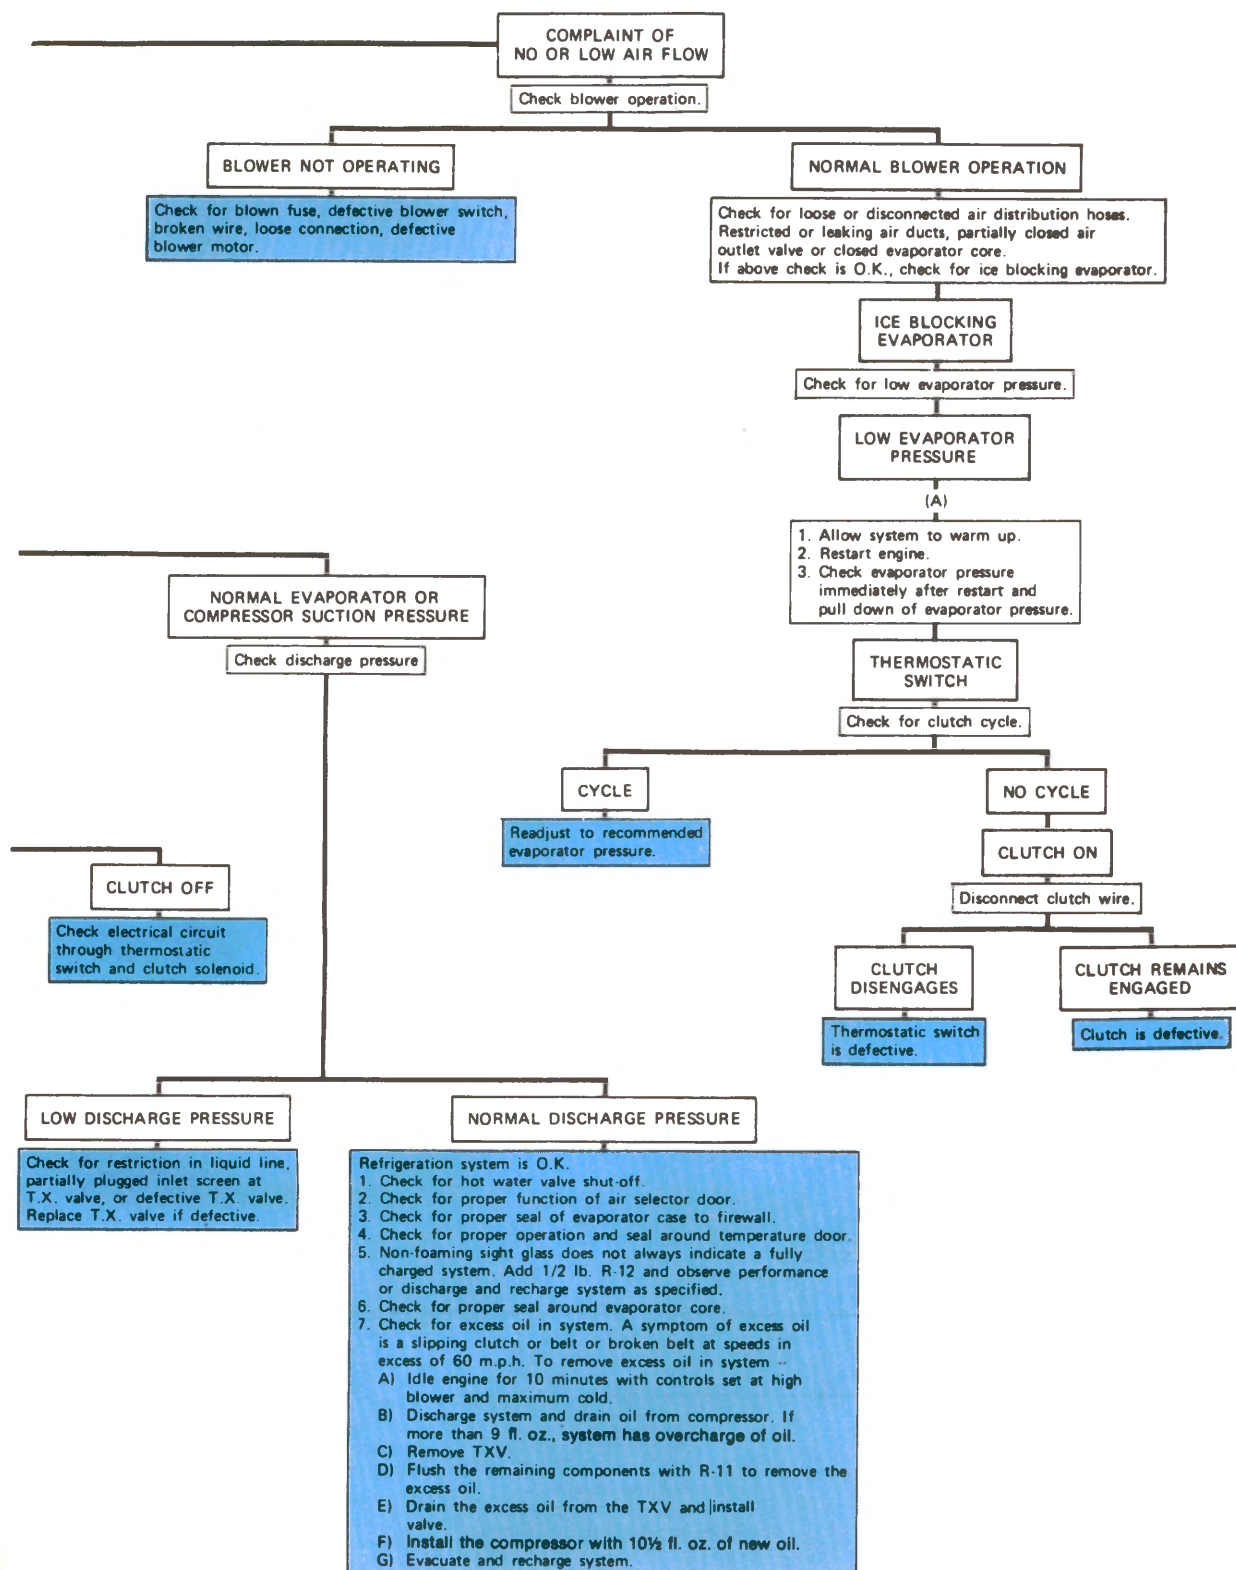 COMPLAINT OF
NO OR LOW AIR FLOW
Check blower operation.
BLOWER NOT OPERATING
Check for blown fuse, defective blower switch,
broken wire, loose connection, defective
blower motor.
NORMAL BLOWER OPERATION
Check for loose or disconnected air distribution hoses.
Restricted or leaking air ducts, partially closed air
outlet valve or closed evaporator core.
If above check is O.K., check for ice blocking evaporator.
ICE BLOCKING
EVAPORATOR
Check for low evaporator pressure.
LOW EVAPORATOR
PRESSURE
(A)
1. Allow system to warm up.
2. Restart engine.
3. Check evaporator pressure
immediately after restart and
pull down of evaporator pressure.
THERMOSTATIC
SWITCH
Check for clutch cycle.
CYCLE
Readjust to recommended
evaporator pressure.
NO CYCLE
CLUTCH ON
Disconnect clutch wire.
CLUTCH
DISENGAGES
Thermostatic switch
is defective.
CLUTCH REMAINS
ENGAGED
Clutch is defective.
NORMAL EVAPORATOR OR
COMPRESSOR SUCTION PRESSURE
Check discharge pressure
CLUTCH OFF
Check electrical circuit
through thermostatic
switch and clutch solenoid.
LOW DISCHARGE PRESSURE
Check for restriction in liquid line,
partially plugged inlet screen at
T.X. valve, or defective T.X. valve.
Replace T.X. valve if defective.
NORMAL DISCHARGE PRESSURE
Refrigeration system is O.K.
1. Check for hot water valve shut-off.
2. Check for proper function of air selector door.
3. Check for proper seal of evaporator case to firewall.
4. Check for proper operation and seal around temperature door.
5. Non-foaming sight glass does not always indicate a fully
charged system. Add 1/2 lb. R-12 and observe performance
or discharge and recharge system as specified.
6. Check for proper seal around evaporator core.
7. Check for excess oil in system. A symptom of excess oil
is a slipping clutch or belt or broken belt at speeds in
excess of 60 m.p.h. To remove excess oil in system --
A) Idle engine for 10 minutes with controls set at high
blower and maximum cold.
B) Discharge system and drain oil from compressor. If
more than 9 fl. oz., system has overcharge of oil.
C) Remove TXV.
D) Flush the remaining components with R-11 to remove the
excess oil.
E) Drain the excess oil from the TXV and install
valve.
F) Install the compressor with 10½ fl. oz. of new oil.
G) Evacuate and recharge system.